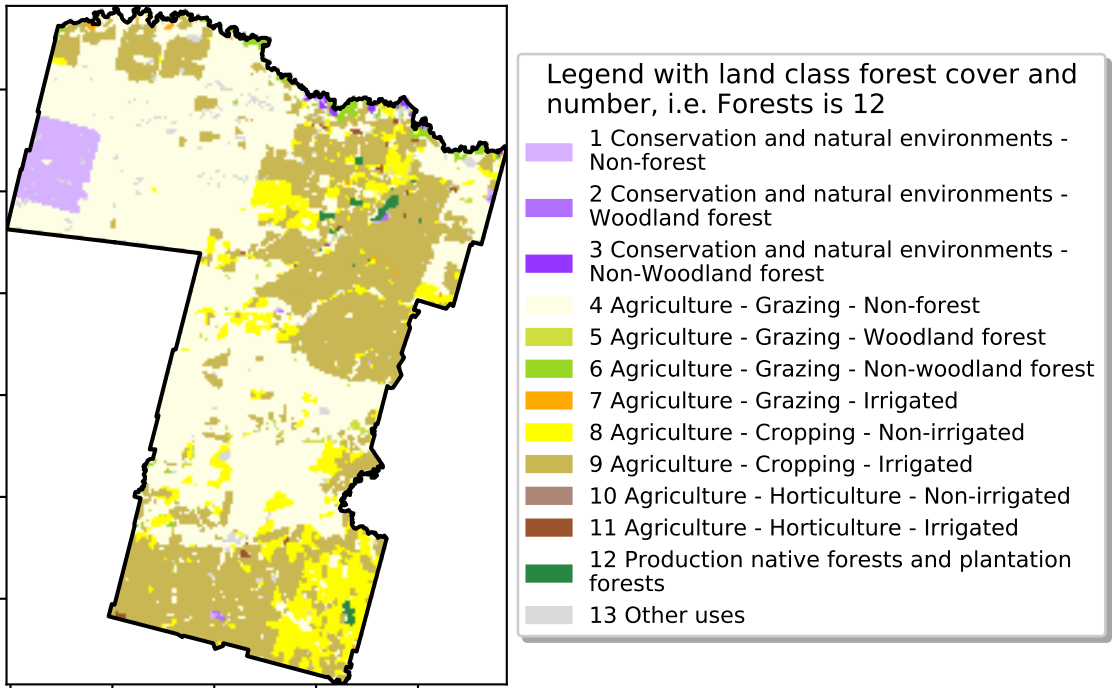 Legend with land class forest cover and
number, i.e. Forests is 12
1 Conservation and natural environments -
Non-forest
2 Conservation and natural environments -
Woodland forest
3 Conservation and natural environments -
Non-Woodland forest
4 Agriculture - Grazing - Non-forest
5 Agriculture - Grazing - Woodland forest
6 Agriculture - Grazing - Non-woodland forest
7 Agriculture - Grazing - Irrigated
8 Agriculture - Cropping - Non-irrigated
9 Agriculture - Cropping - Irrigated
10 Agriculture - Horticulture - Non-irrigated
11 Agriculture - Horticulture - Irrigated
12 Production native forests and plantation
forests
13 Other uses